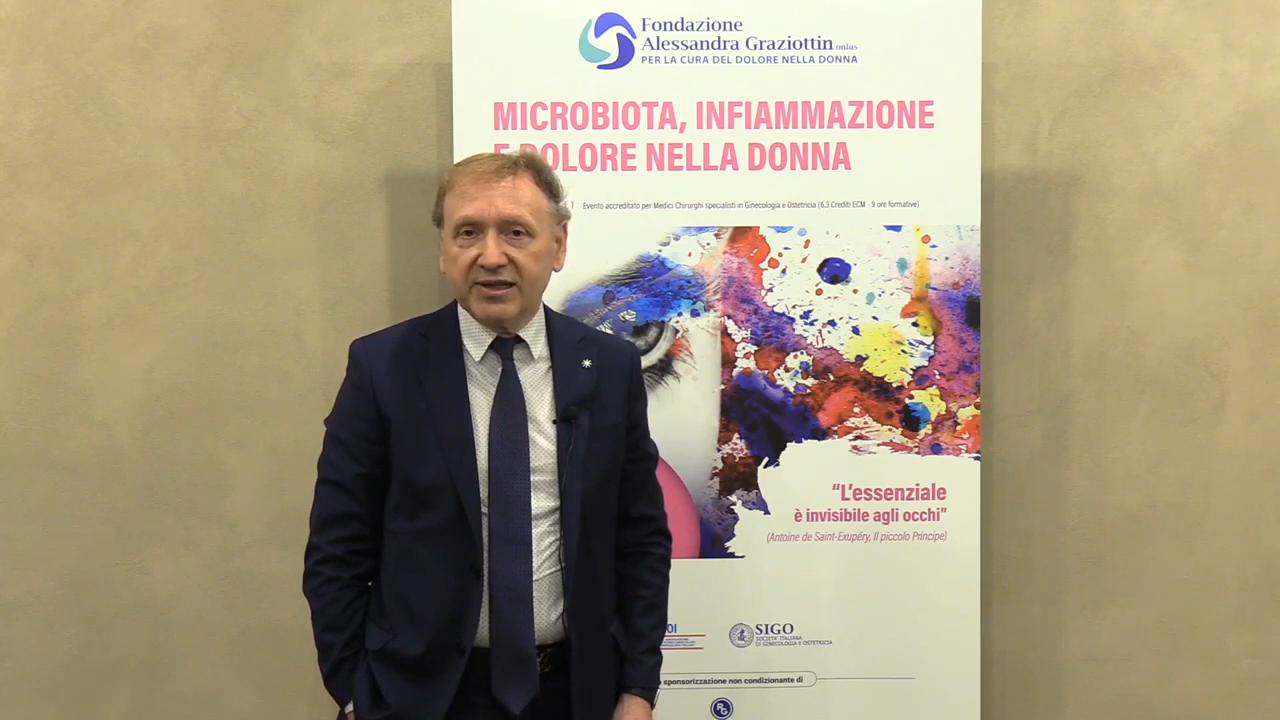 Fondazione
Alessandra Graziottin onlus
PER LA CURA DEL DOLORE NELLA DONNA
MICROBIOTA, INFIAMMAZIONE
E DOLORE NELLA DONNA
Evento accreditato per Medici Chirurghi specialisti in Ginecologia e Ostetricia (6,3 Crediti ECM - 9 ore formative)
“L’essenziale
è invisibile agli occhi”
(Antoine de Saint-Exupéry, Il piccolo Principe)
OI
SIGO
SOCIETÀ ITALIANA
DI GINECOLOGIA E OSTETRICIA
sponsorizzazione non condizionante di
RG